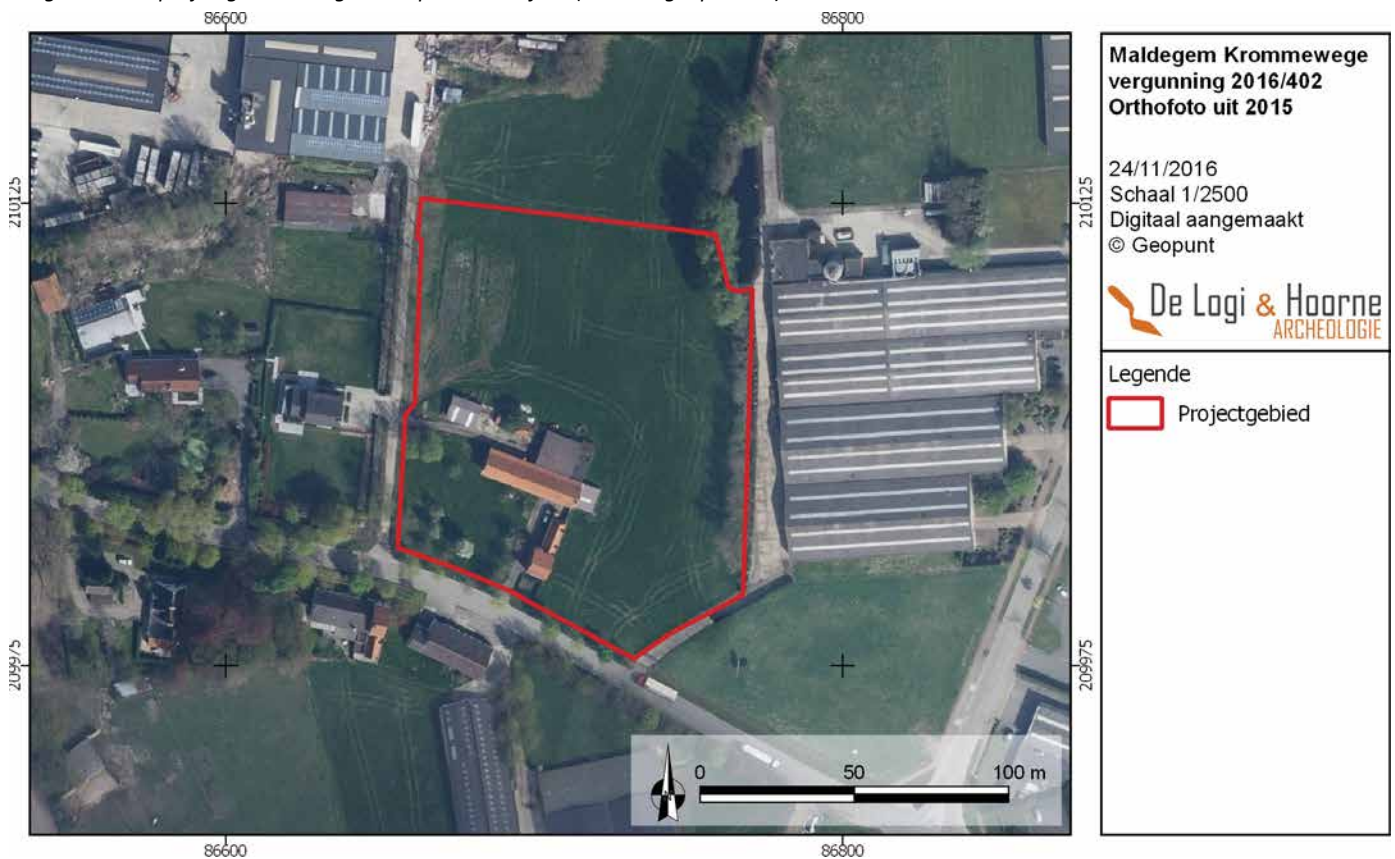 86600
86800
Maldegem Krommewege
vergunning 2016/402
Orthofoto uit 2015
24/11/2016
Schaal 1/2500
Digitaal aangemaakt
© Geopunt
De Logi & Hoorne
ARCHEOLOGIE
Legende
Projectgebied
210125
210125
209975
209975
0
50
100 m
86600
86800